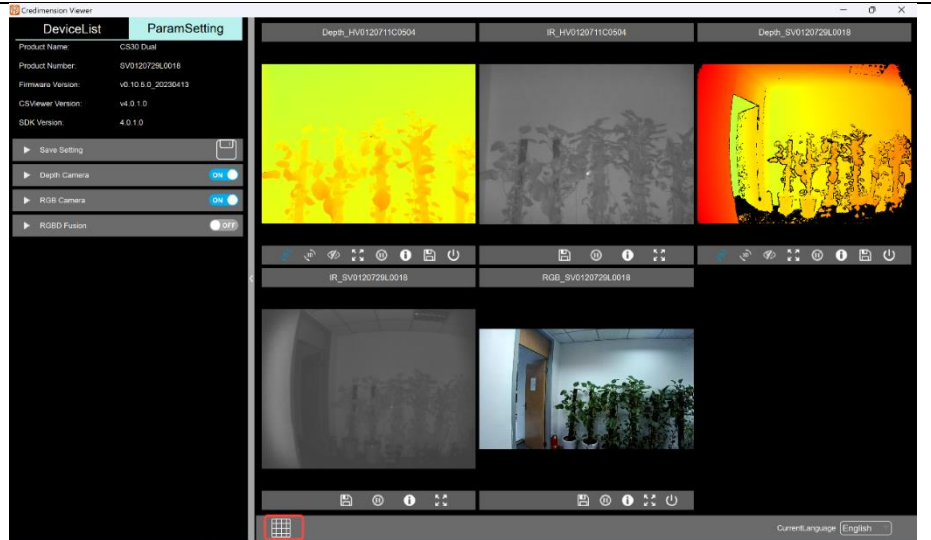 Credimension Viewer
DeviceList
ParamSetting
Product Name:
CS30 Dual
Product Number:
SV0120729L0018
Firmware Version:
v0.10.5.0_20230413
CSViewer Version:
v4.0.1.0
SDK Version:
4.0.1.0
Save Setting
Depth Camera
ON
RGB Camera
ON
RGBD Fusion
OFF
Depth_HV0120711C0504
IR_HV0120711C0504
Depth_SV0120729L0018
IR_SV0120729L0018
RGB_SV0120729L0018
CurrentLanguage
English